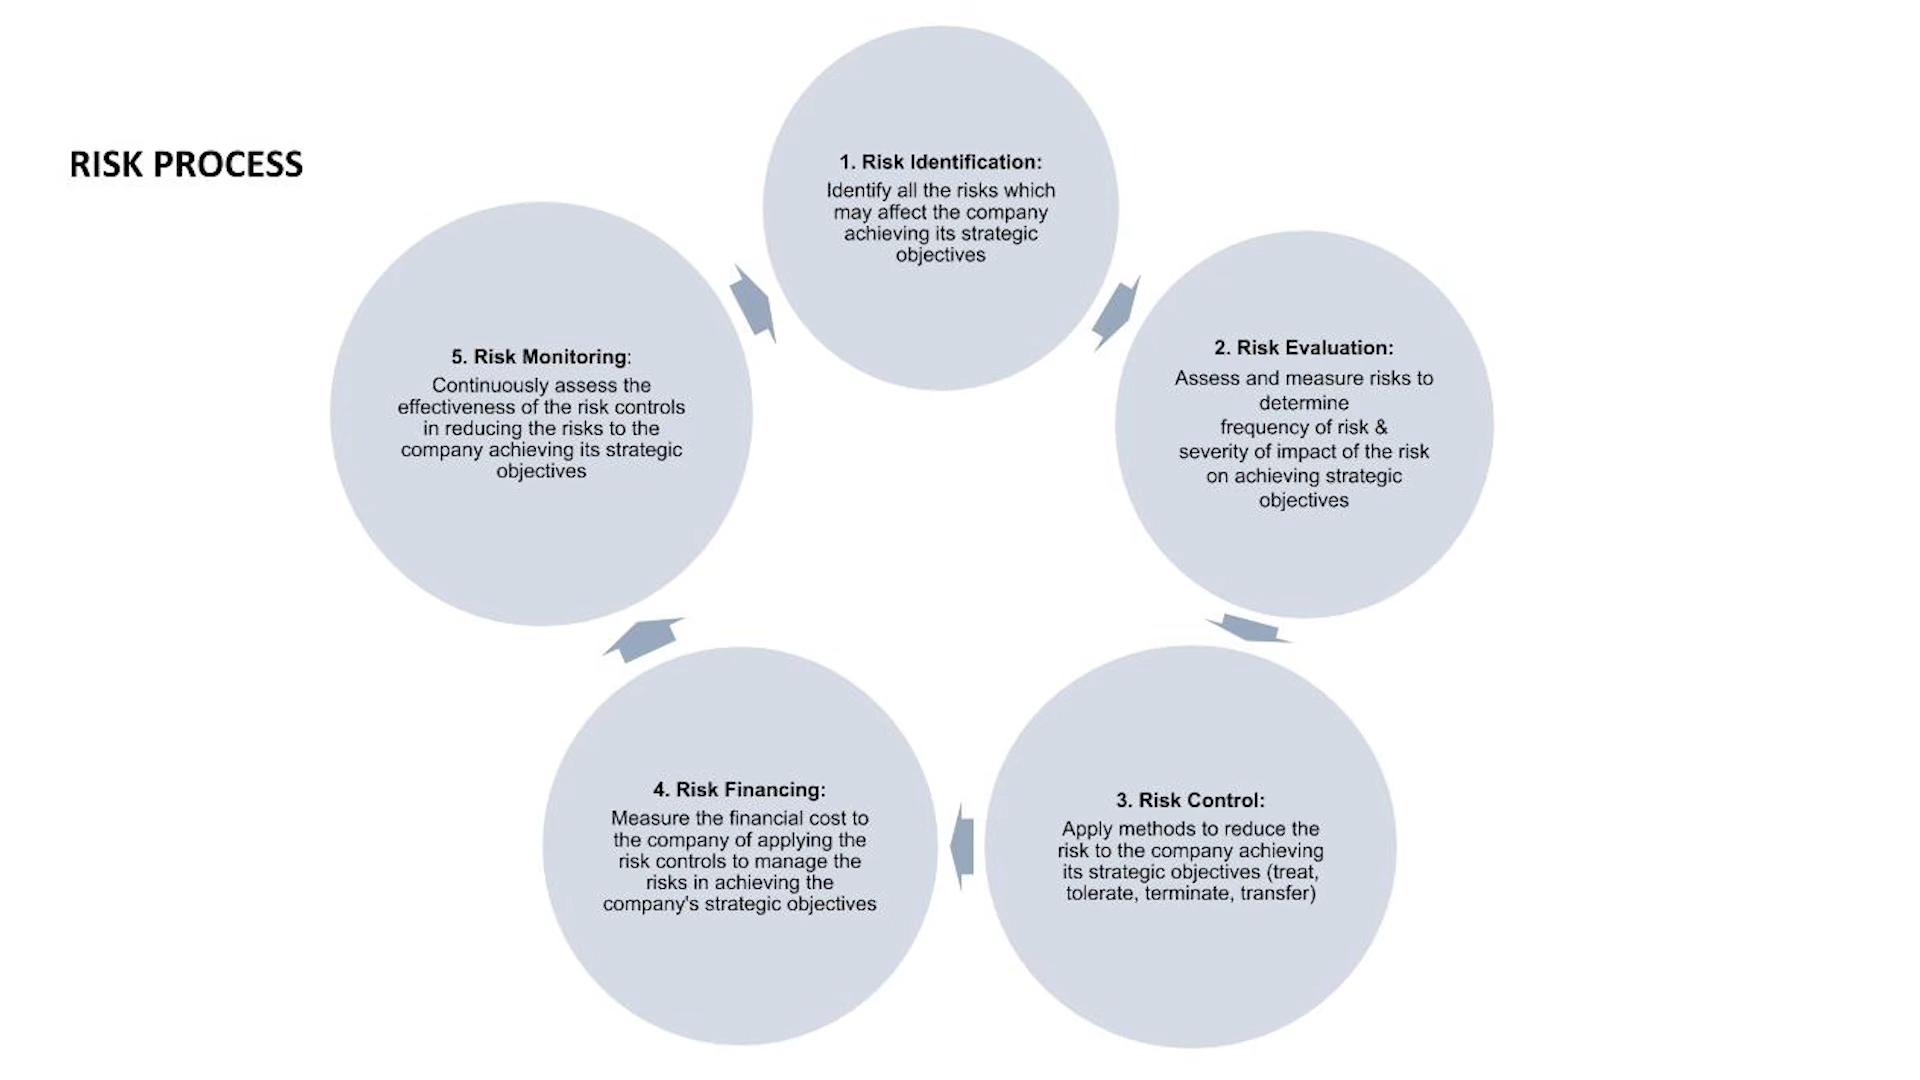 RISK PROCESS
1. Risk Identification:
Identify all the risks which
may affect the company
achieving its strategic
objectives
2. Risk Evaluation:
Assess and measure risks to
determine
frequency of risk &
severity of impact of the risk
on achieving strategic
objectives
3. Risk Control:
Apply methods to reduce the
risk to the company achieving
its strategic objectives (treat,
tolerate, terminate, transfer)
4. Risk Financing:
Measure the financial cost to
the company of applying the
risk controls to manage the
risks in achieving the
company's strategic objectives
5. Risk Monitoring:
Continuously assess the
effectiveness of the risk controls
in reducing the risks to the
company achieving its strategic
objectives